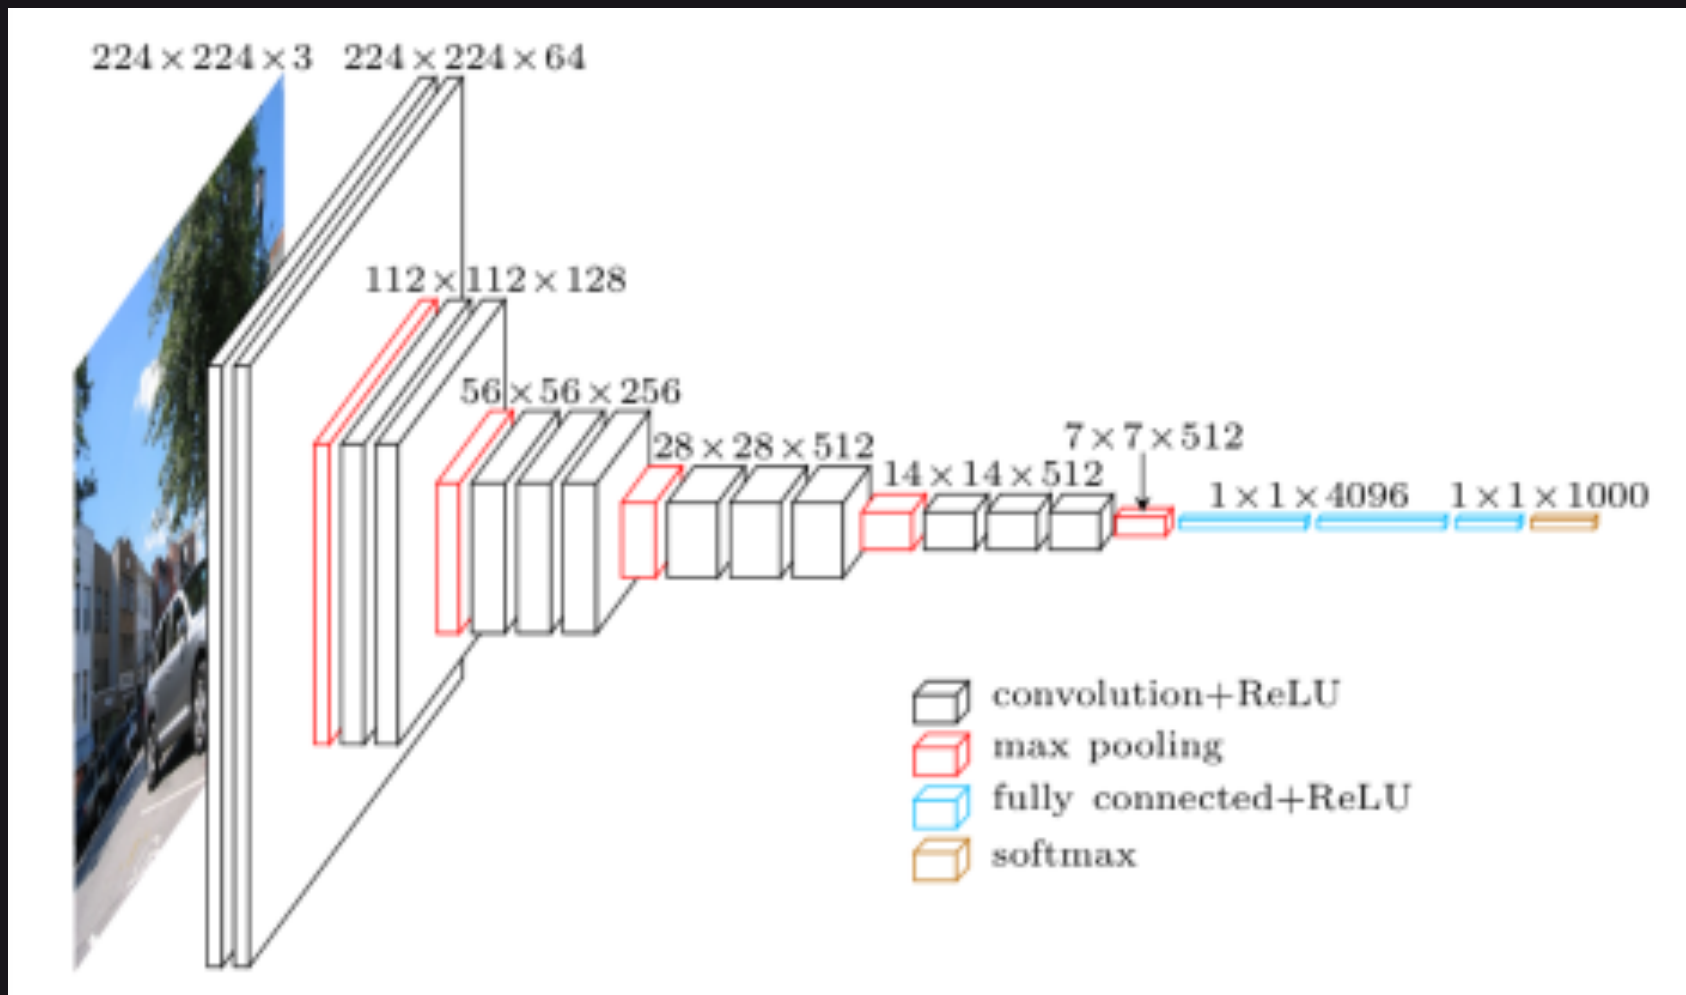 224×224×3
224×224×64
112×112×128
56×56×256
28×28×512
14×14×512
7×7×512
1×1×4096
1×1×1000
convolution+ReLU
max pooling
fully connected+ReLU
softmax